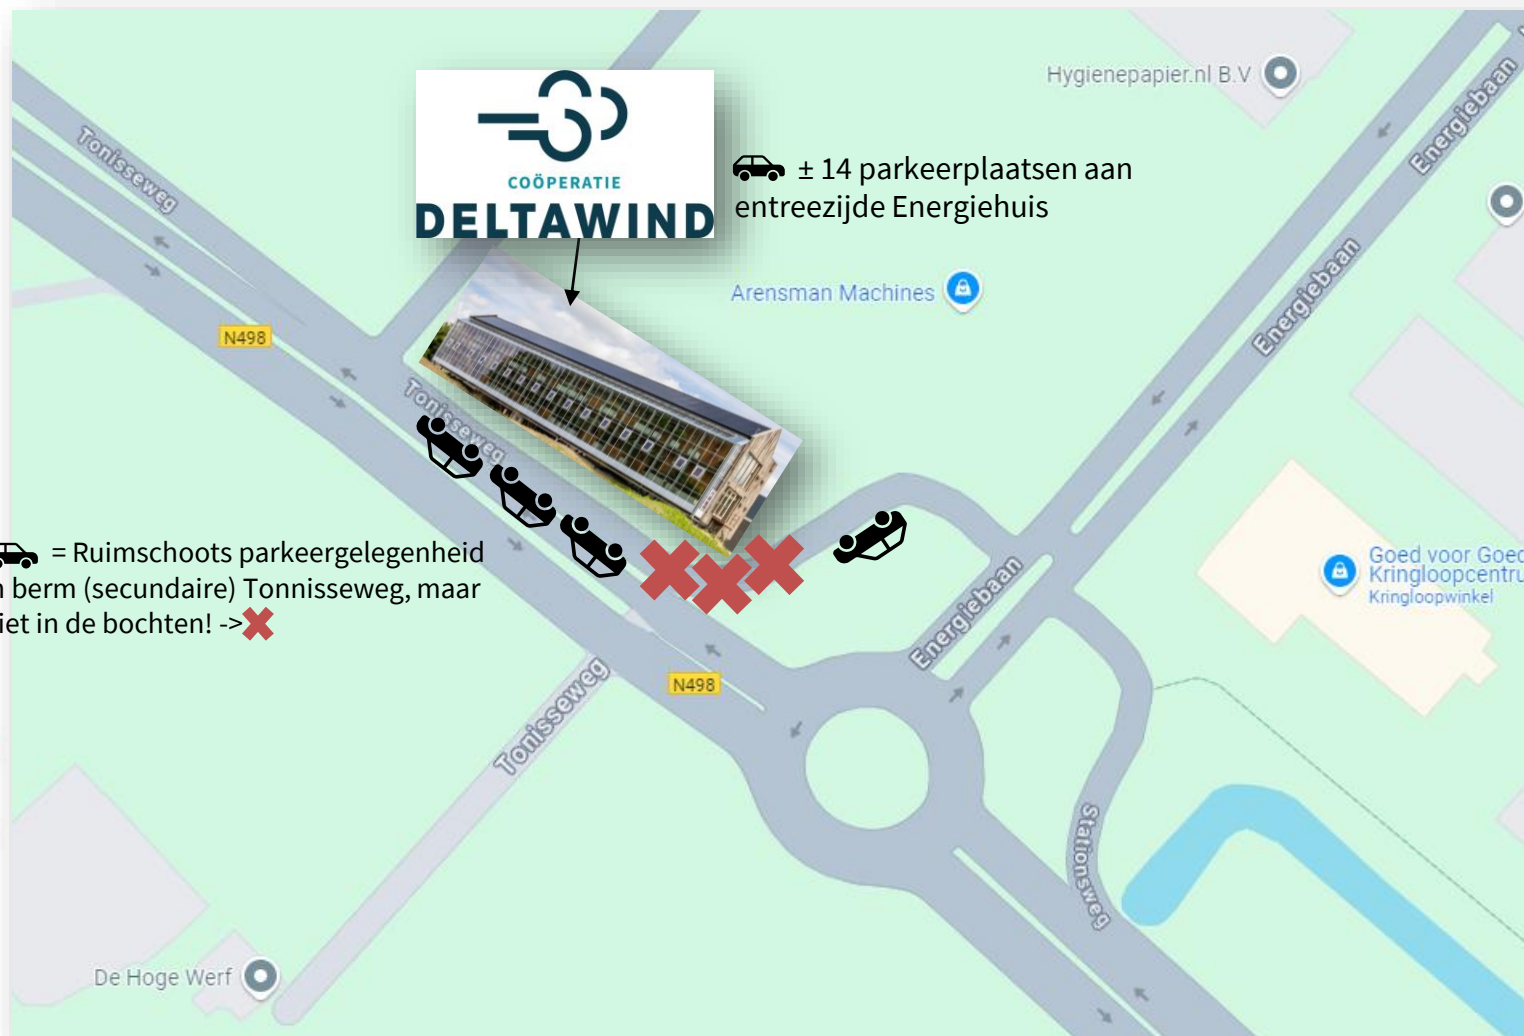 Hygienepapier.nl B.V
Energiebaan
Tonisseweg
COÖPERATIE
DELTAWIND
± 14 parkeerplaatsen aan
entreezijde Energiehuis
Arensman Machines
Energiebaan
N498
Tonisseweg
= Ruimschoots parkeergelegenheid
berm (secundaire) Tonnisseweg, maar
in de bochten! ->
Goed voor Goed
Kringloopcentru
Kringloopwinkel
Energiebaan
N498
Tonisseweg
Stationsweg
De Hoge Werf